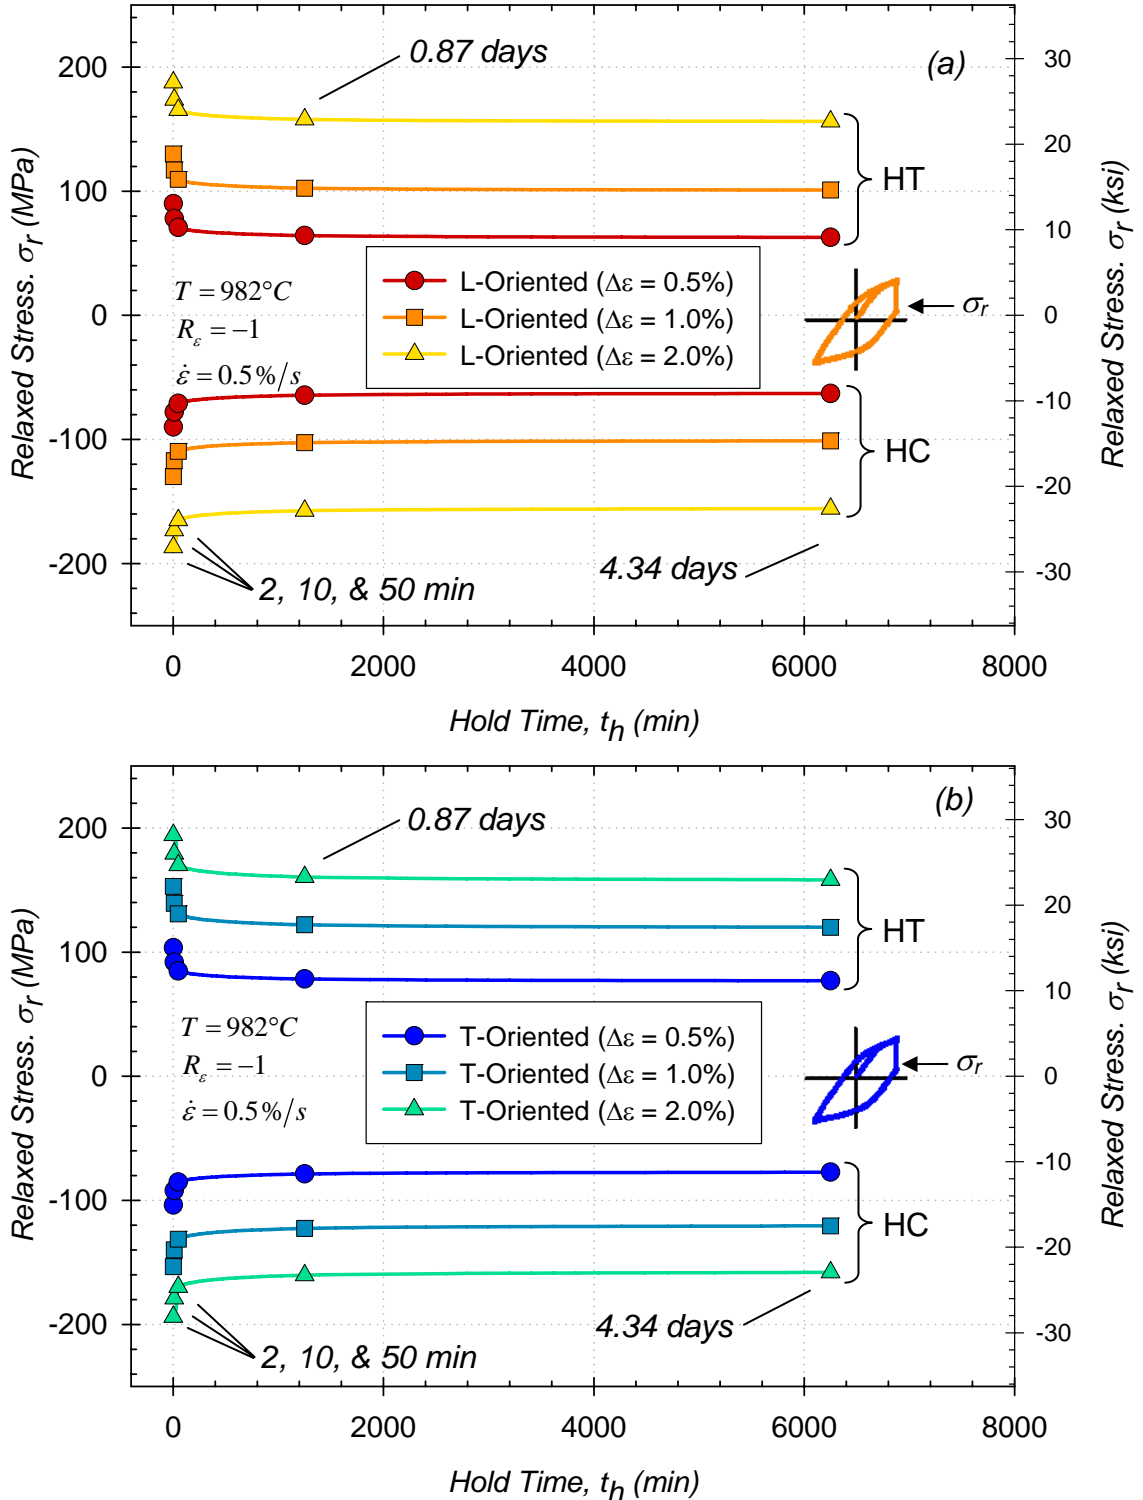 (a)
0.87 days
HT
T = 982°C
R_ε = −1
ε̇ = 0.5%/s
L-Oriented (Δε = 0.5%)
L-Oriented (Δε = 1.0%)
L-Oriented (Δε = 2.0%)
σr
HC
4.34 days
2, 10, & 50 min
200
100
0
-100
-200
Relaxed Stress. σr (MPa)
30
20
10
0
-10
-20
-30
Relaxed Stress. σr (ksi)
0 2000 4000 6000 8000
Hold Time, th (min)
(b)
0.87 days
HT
T = 982°C
R_ε = −1
ε̇ = 0.5%/s
T-Oriented (Δε = 0.5%)
T-Oriented (Δε = 1.0%)
T-Oriented (Δε = 2.0%)
σr
HC
4.34 days
2, 10, & 50 min
200
100
0
-100
-200
Relaxed Stress. σr (MPa)
30
20
10
0
-10
-20
-30
Relaxed Stress. σr (ksi)
0 2000 4000 6000 8000
Hold Time, th (min)